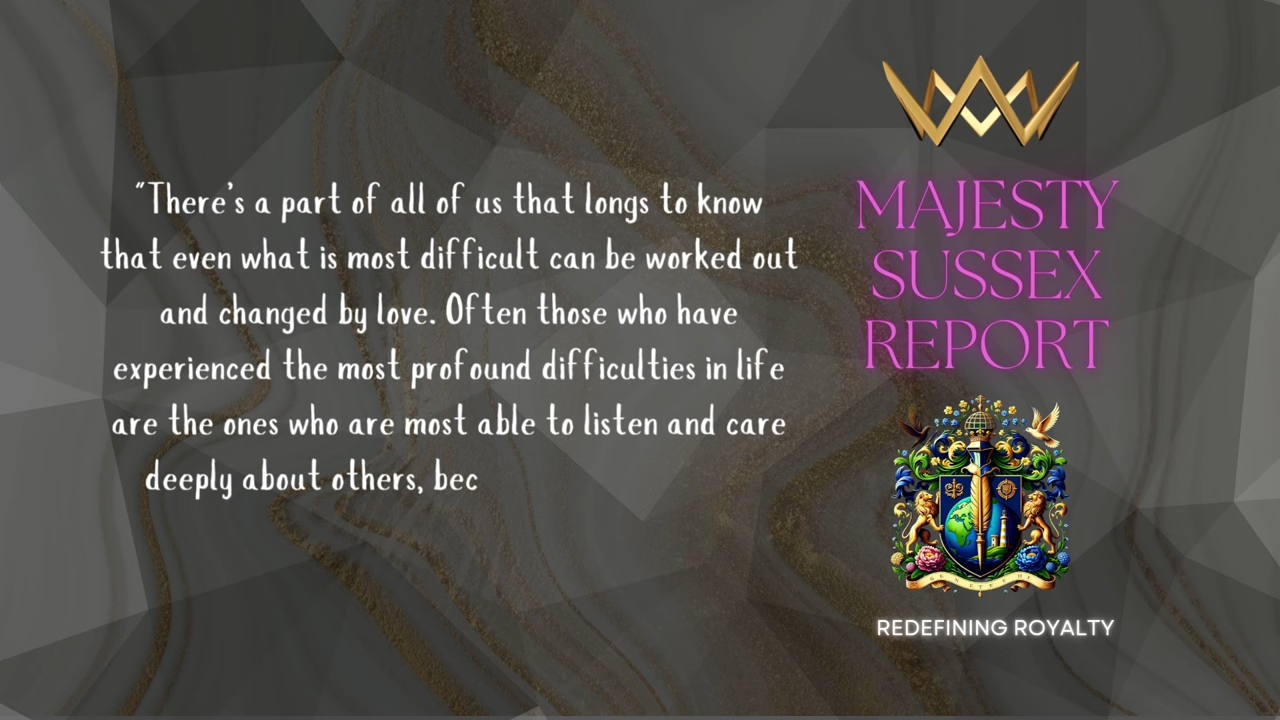 "There's a part of all of us that longs to know
that even what is most difficult can be worked out
and changed by love. Often those who have
experienced the most profound difficulties in life
are the ones who are most able to listen and care
deeply about others, bec
MAJESTY
SUSSEX
REPORT
REDEFINING ROYALTY